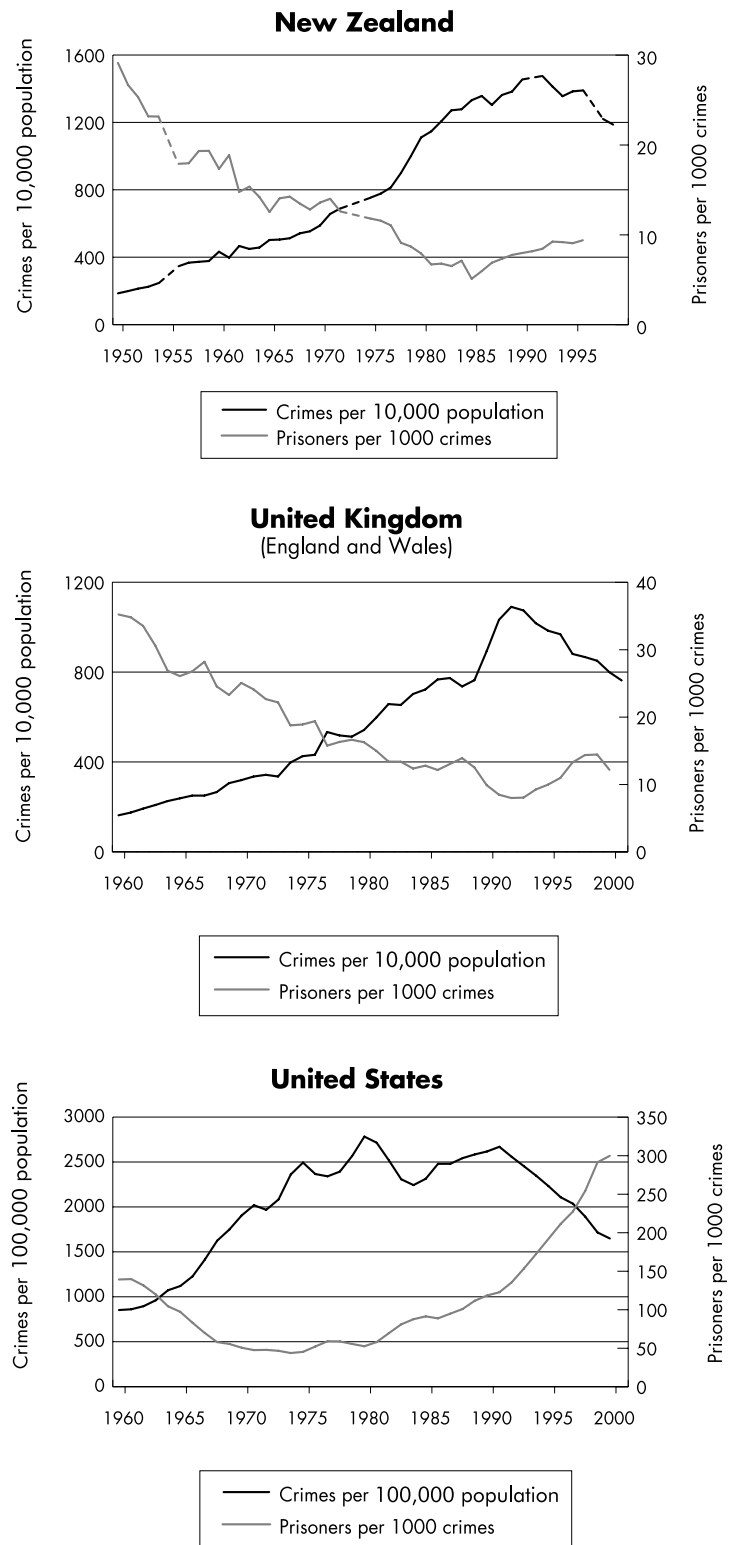 New Zealand
Crimes per 10,000 population
1600
1200
800
400
0
30
20
10
0
Prisoners per 1000 crimes
1950 1955 1960 1965 1970 1975 1980 1985 1990 1995
Crimes per 10,000 population
Prisoners per 1000 crimes
United Kingdom
(England and Wales)
Crimes per 10,000 population
1200
800
400
0
40
30
20
10
0
Prisoners per 1000 crimes
1960 1965 1970 1975 1980 1985 1990 1995 2000
Crimes per 10,000 population
Prisoners per 1000 crimes
United States
Crimes per 100,000 population
3000
2500
2000
1500
1000
500
0
350
300
250
200
150
100
50
0
Prisoners per 1000 crimes
1960 1965 1970 1975 1980 1985 1990 1995 2000
Crimes per 100,000 population
Prisoners per 1000 crimes